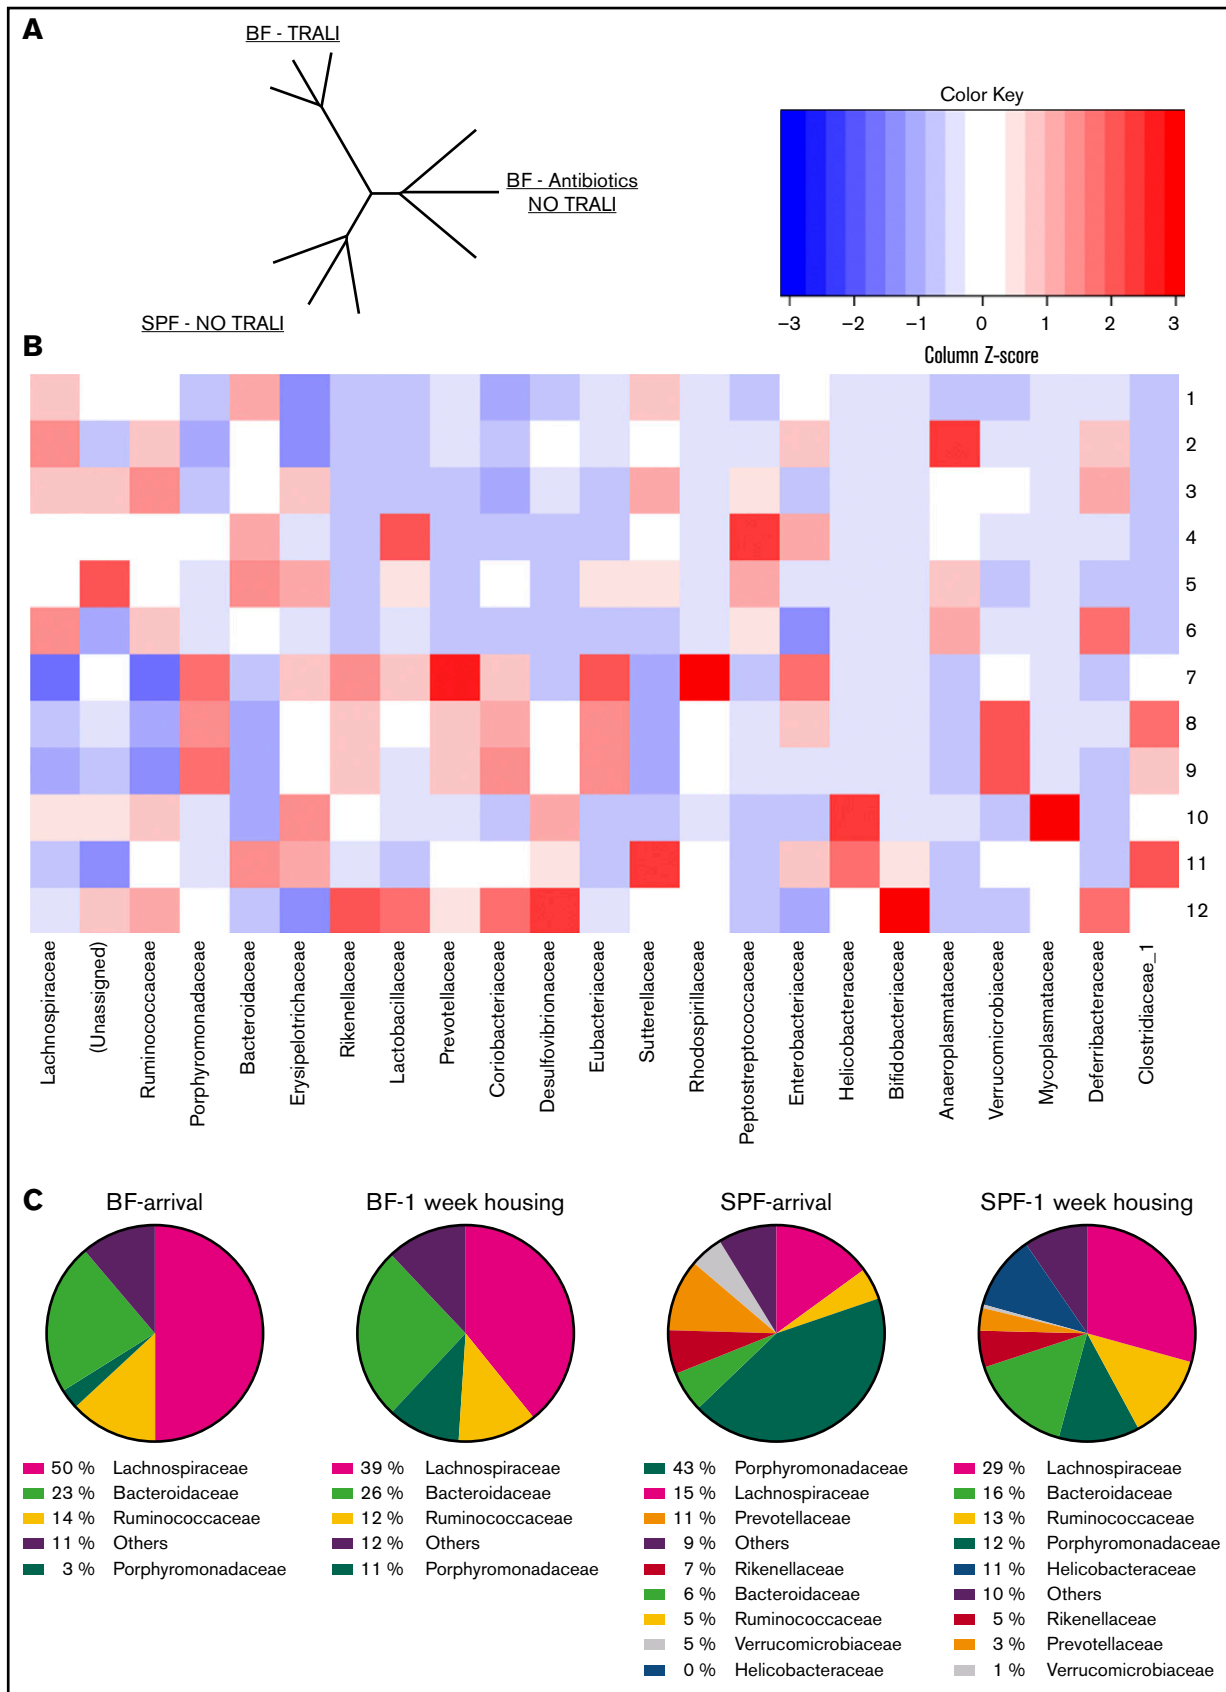 A
BF - TRALI
BF - Antibiotics
NO TRALI
SPF - NO TRALI
Color Key
−3 −2 −1 0 1 2 3
Column Z-score
B
1
2
3
4
5
6
7
8
9
10
11
12
Lachnospiraceae
(Unassigned)
Ruminococcaceae
Porphyromonadaceae
Bacteroidaceae
Erysipelotrichaceae
Rikenellaceae
Lactobacillaceae
Prevotellaceae
Coriobacteriaceae
Desulfovibrionaceae
Eubacteriaceae
Sutterellaceae
Rhodospirillaceae
Peptostreptococcaceae
Enterobacteriaceae
Helicobacteraceae
Bifidobacteriaceae
Anaeroplasmataceae
Verrucomicrobiaceae
Mycoplasmataceae
Deferribacteraceae
Clostridiaceae_1
C
BF-arrival
50 % Lachnospiraceae
23 % Bacteroidaceae
14 % Ruminococcaceae
11 % Others
3 % Porphyromonadaceae
BF-1 week housing
39 % Lachnospiraceae
26 % Bacteroidaceae
12 % Ruminococcaceae
12 % Others
11 % Porphyromonadaceae
SPF-arrival
43 % Porphyromonadaceae
15 % Lachnospiraceae
11 % Prevotellaceae
9 % Others
7 % Rikenellaceae
6 % Bacteroidaceae
5 % Ruminococcaceae
5 % Verrucomicrobiaceae
0 % Helicobacteraceae
SPF-1 week housing
29 % Lachnospiraceae
16 % Bacteroidaceae
13 % Ruminococcaceae
12 % Porphyromonadaceae
11 % Helicobacteraceae
10 % Others
5 % Rikenellaceae
3 % Prevotellaceae
1 % Verrucomicrobiaceae